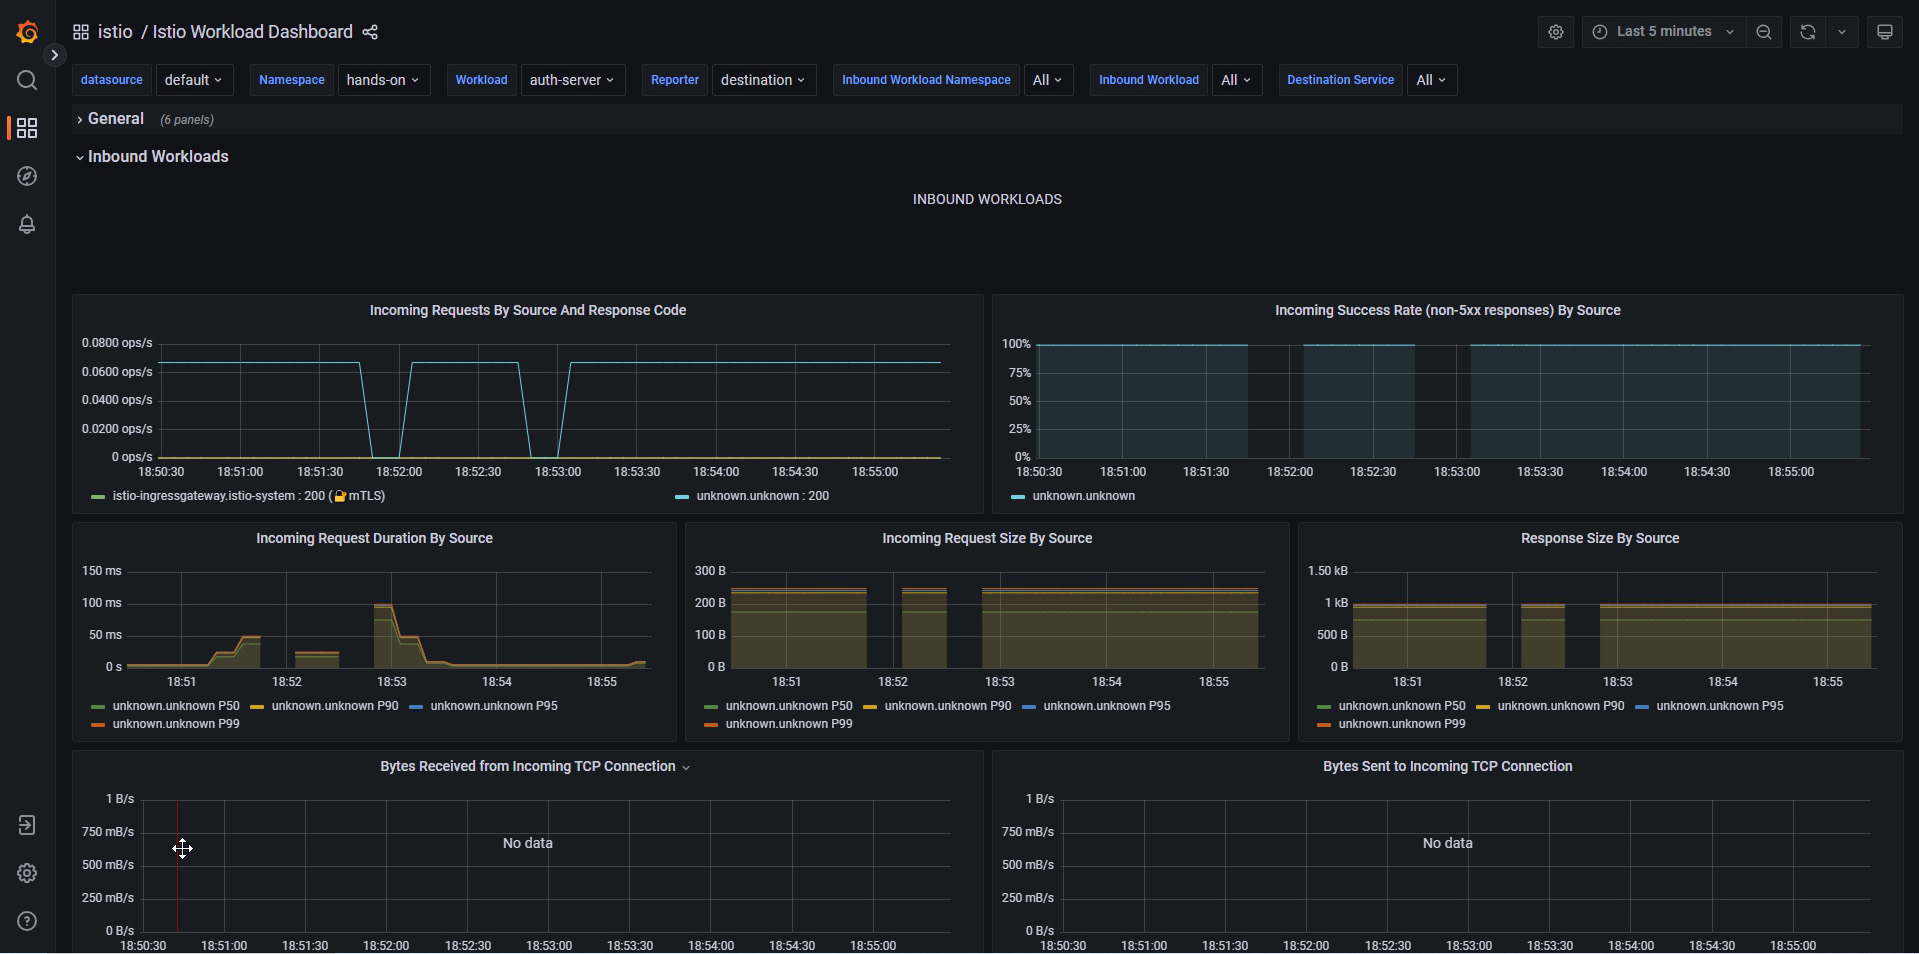 istio / Istio Workload Dashboard
Last 5 minutes
datasource default Namespace hands-on Workload auth-server Reporter destination Inbound Workload Namespace All Inbound Workload All Destination Service All
General (6 panels)
Inbound Workloads
INBOUND WORKLOADS
Incoming Requests By Source And Response Code
0.0800 ops/s
0.0600 ops/s
0.0400 ops/s
0.0200 ops/s
0 ops/s
18:50:30 18:51:00 18:51:30 18:52:00 18:52:30 18:53:00 18:53:30 18:54:00 18:54:30 18:55:00
istio-ingressgateway.istio-system : 200 (🔐mTLS) unknown.unknown : 200
Incoming Success Rate (non-5xx responses) By Source
100%
75%
50%
25%
0%
18:50:30 18:51:00 18:51:30 18:52:00 18:52:30 18:53:00 18:53:30 18:54:00 18:54:30 18:55:00
unknown.unknown
Incoming Request Duration By Source
150 ms
100 ms
50 ms
0 s
18:51 18:52 18:53 18:54 18:55
unknown.unknown P50 unknown.unknown P90 unknown.unknown P95
unknown.unknown P99
Incoming Request Size By Source
300 B
200 B
100 B
0 B
18:51 18:52 18:53 18:54 18:55
unknown.unknown P50 unknown.unknown P90 unknown.unknown P95
unknown.unknown P99
Response Size By Source
1.50 kB
1 kB
500 B
0 B
18:51 18:52 18:53 18:54 18:55
unknown.unknown P50 unknown.unknown P90 unknown.unknown P95
unknown.unknown P99
Bytes Received from Incoming TCP Connection
1 B/s
750 mB/s
500 mB/s
250 mB/s
0 B/s
No data
18:50:30 18:51:00 18:51:30 18:52:00 18:52:30 18:53:00 18:53:30 18:54:00 18:54:30 18:55:00
Bytes Sent to Incoming TCP Connection
1 B/s
750 mB/s
500 mB/s
250 mB/s
0 B/s
No data
18:50:30 18:51:00 18:51:30 18:52:00 18:52:30 18:53:00 18:53:30 18:54:00 18:54:30 18:55:00